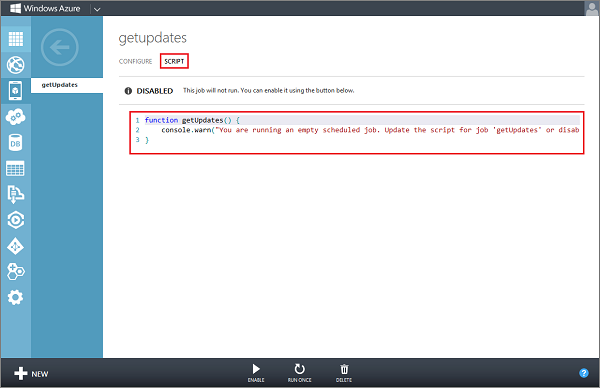 Windows Azure
getupdates
CONFIGURE SCRIPT
getUpdates
DISABLED This job will not run. You can enable it using the button below.
1 function getUpdates() {
2 console.warn("You are running an empty scheduled job. Update the script for job 'getUpdates' or disab
3 }
DB
NEW
ENABLE RUN ONCE DELETE
?